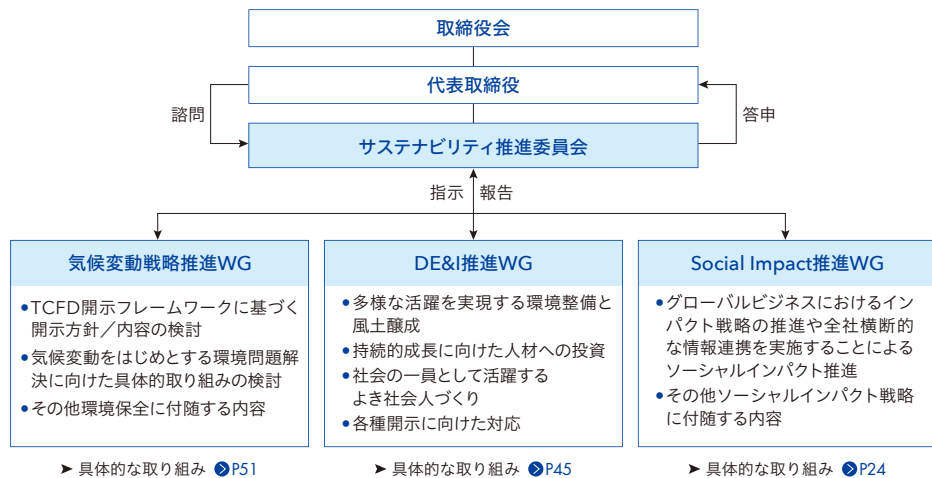 取締役会
代表取締役
諮問
答申
サステナビリティ推進委員会
指示 報告
気候変動戦略推進WG
•TCFD開示フレームワークに基づく
開示方針／内容の検討
•気候変動をはじめとする環境問題解
決に向けた具体的取り組みの検討
•その他環境保全に付随する内容
➤ 具体的な取り組み P51
DE&I推進WG
•多様な活躍を実現する環境整備と
風土醸成
•持続的成長に向けた人材への投資
•社会の一員として活躍する
よき社会人づくり
•各種開示に向けた対応
➤ 具体的な取り組み P45
Social Impact推進WG
•グローバルビジネスにおけるイン
パクト戦略の推進や全社横断的
な情報連携を実施することによる
ソーシャルインパクト推進
•その他ソーシャルインパクト戦略
に付随する内容
➤ 具体的な取り組み P24